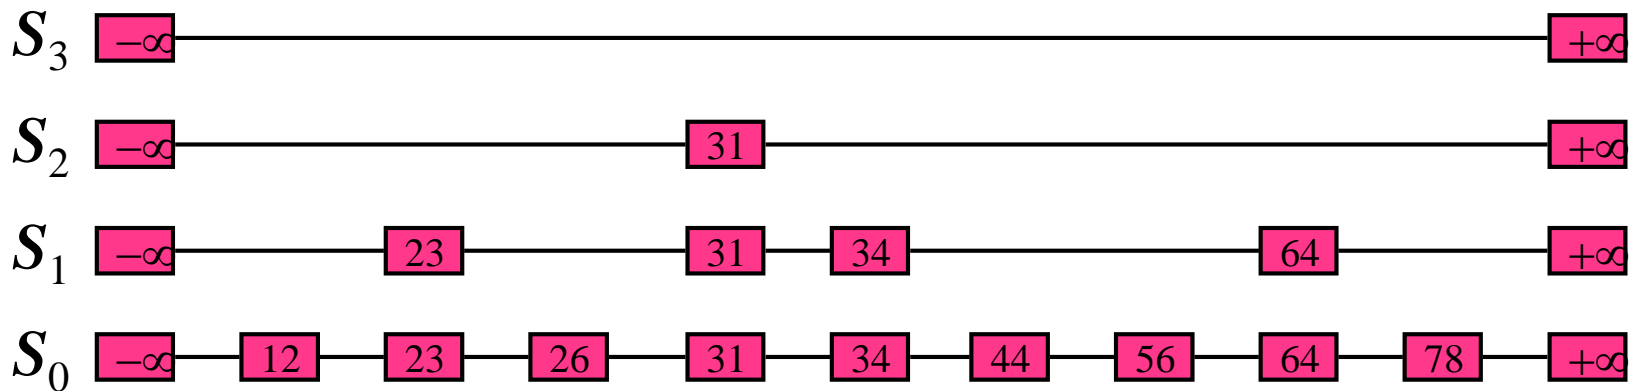 S₃ −∞ +∞
S₂ −∞ 31 +∞
S₁ −∞ 23 31 34 64 +∞
S₀ −∞ 12 23 26 31 34 44 56 64 78 +∞